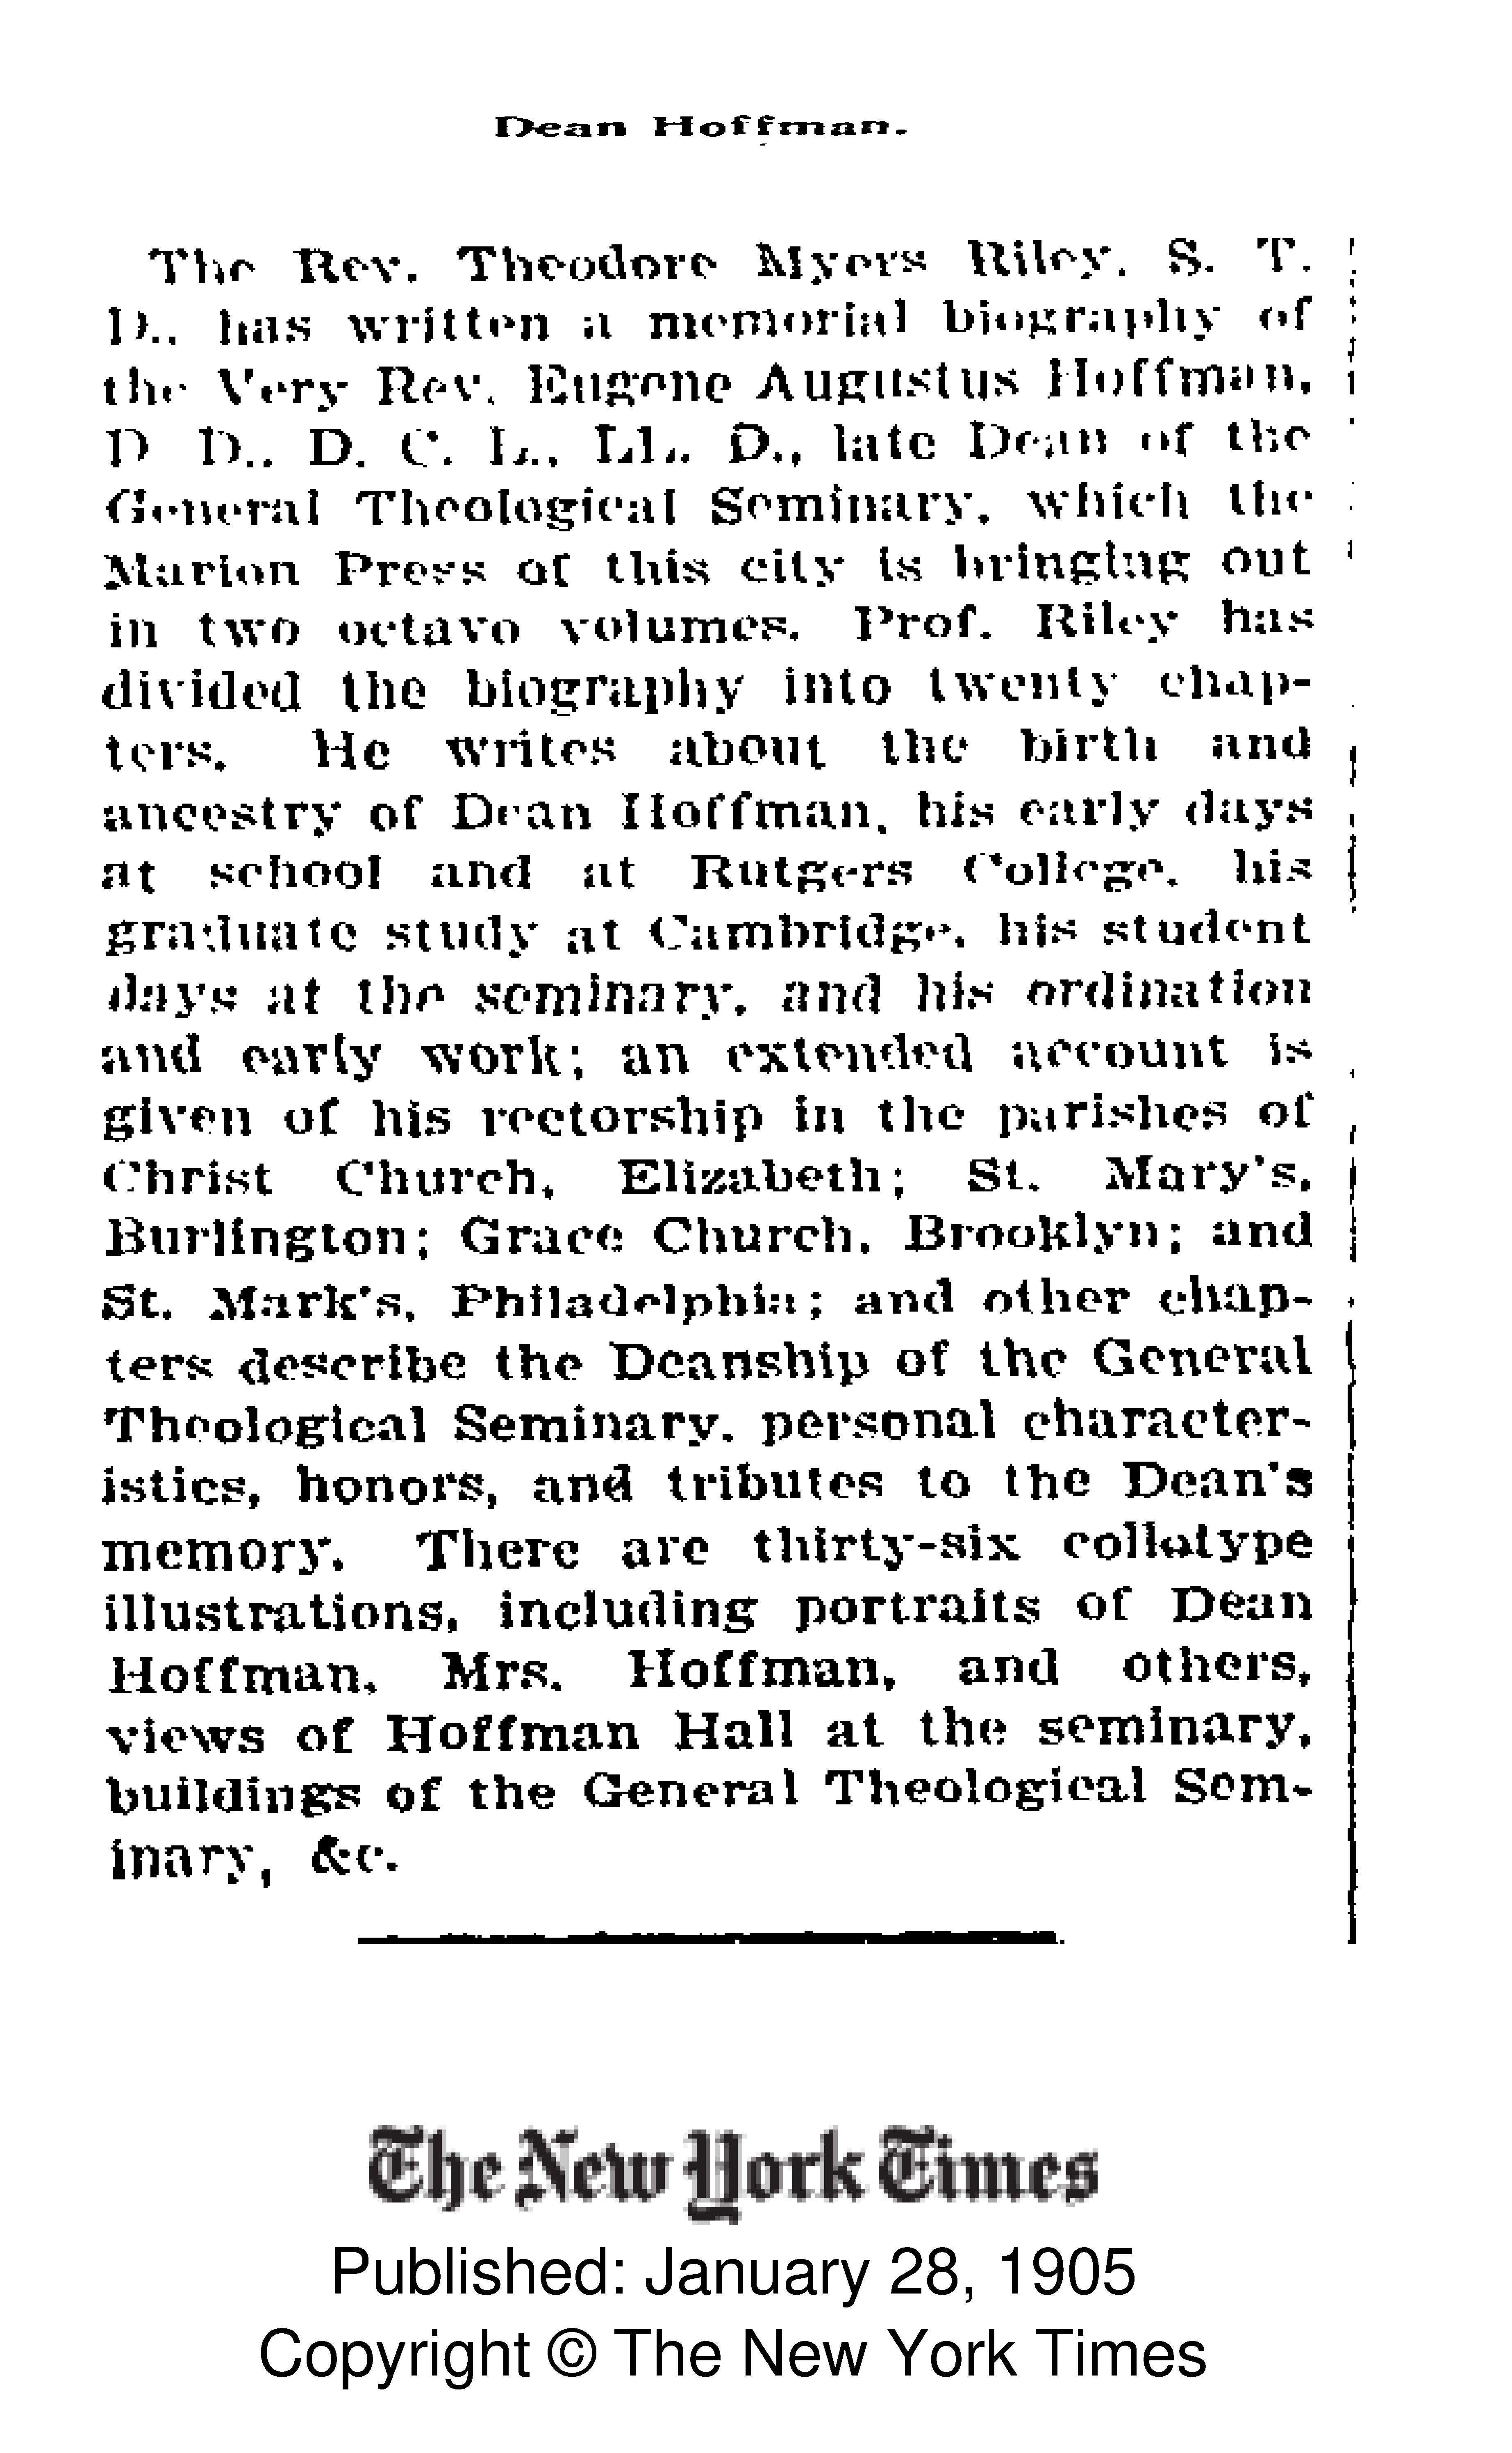 Dean Hoffman.
The Rev. Theodore Myers Riley, S. T.
D., has written a memorial biography of
the Very Rev. Eugene Augustus Hoffman,
D D., D. C. L., LL. D., late Dean of the
General Theological Seminary, which the
Marion Press of this city is bringing out
in two octavo volumes. Prof. Riley has
divided the biography into twenty chap-
ters. He writes about the birth and
ancestry of Dean Hoffman, his early days
at school and at Rutgers College, his
graduate study at Cambridge, his student
days at the seminary, and his ordination
and early work; an extended account is
given of his rectorship in the parishes of
Christ Church, Elizabeth; St. Mary's,
Burlington; Grace Church, Brooklyn; and
St. Mark's, Philadelphia; and other chap-
ters describe the Deanship of the General
Theological Seminary, personal character-
istics, honors, and tributes to the Dean's
memory. There are thirty-six collotype
illustrations, including portraits of Dean
Hoffman, Mrs. Hoffman, and others,
views of Hoffman Hall at the seminary,
buildings of the General Theological Sem-
inary, &c.
The New York Times
Published: January 28, 1905
Copyright © The New York Times